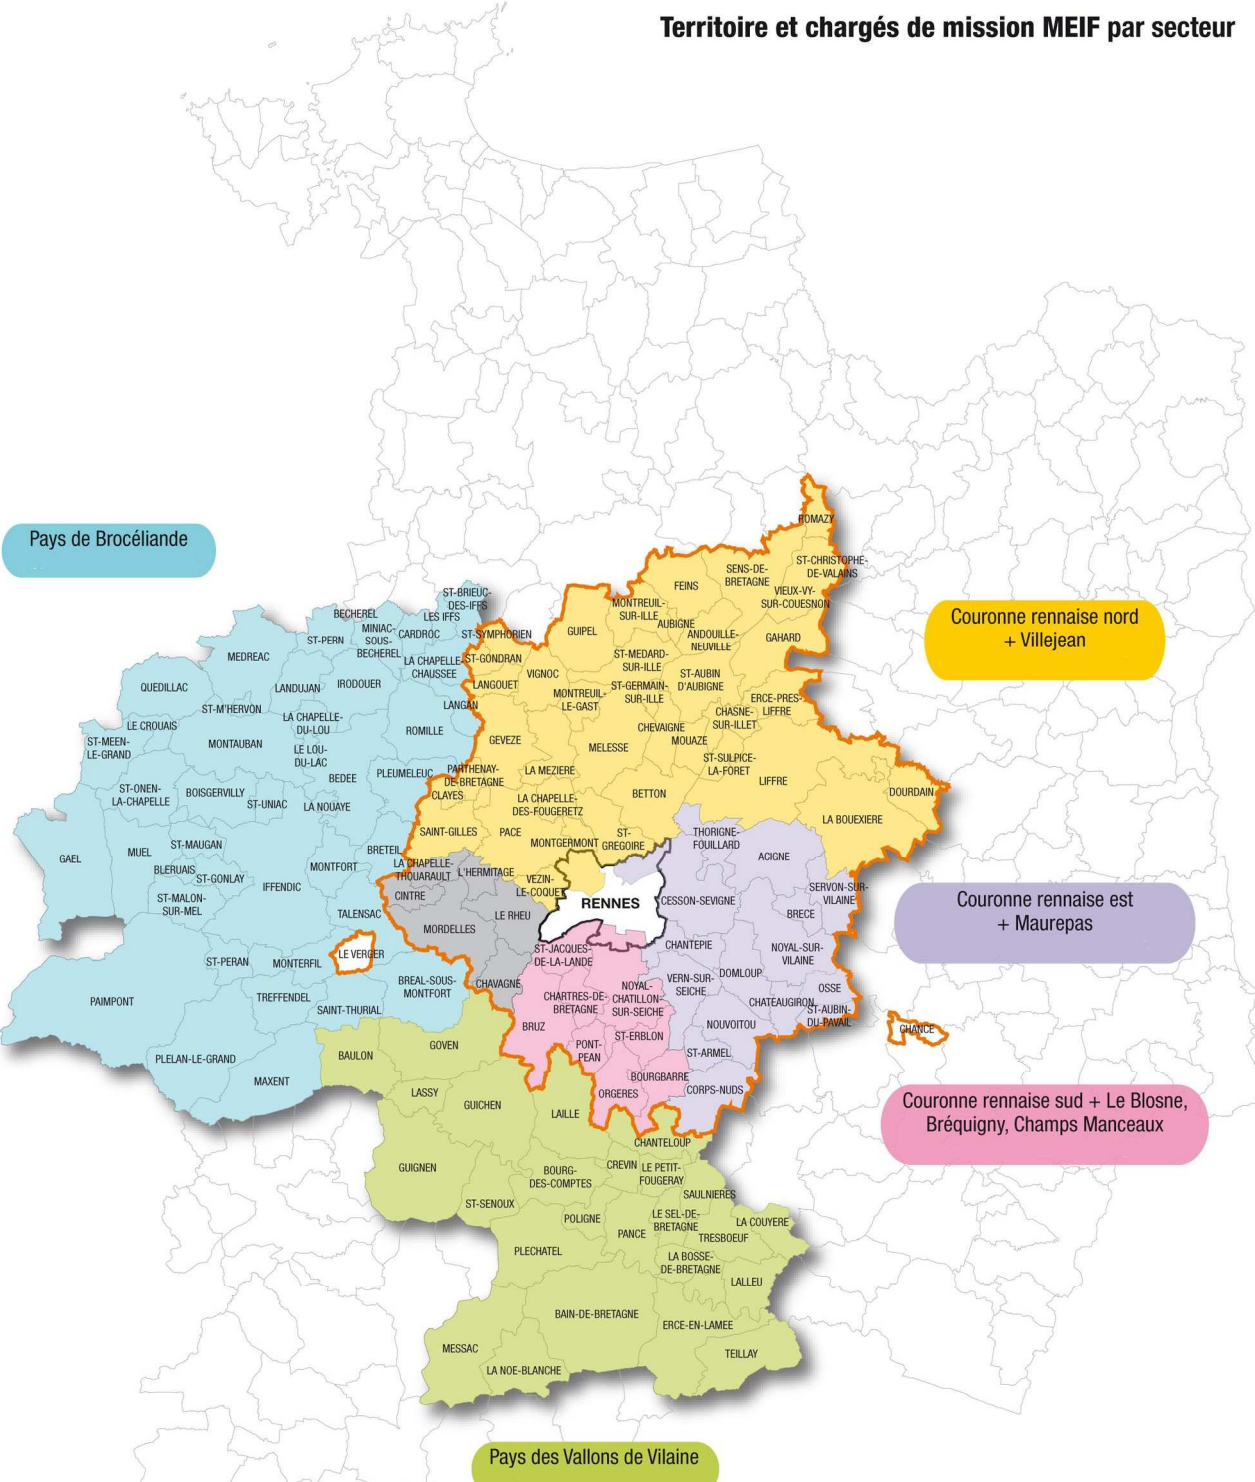 Territoire et chargés de mission MEIF par secteur
Pays de Brocéliande
Couronne rennaise nord
+ Villejean
Couronne rennaise est
+ Maurepas
Couronne rennaise sud + Le Blosne,
Bréquigny, Champs Manceaux
Pays des Vallons de Vilaine
ROMAZY
ST-CHRISTOPHE-
DE-VALAINS
SENS-DE-
BRETAGNE
FEINS
VIEUX-VY-
SUR-COUESNON
MONTREUIL-
SUR-ILLE
AUBIGNE
ANDOUILLE-
NEUVILLE
GAHARD
GUIPEL
ST-BRIEUC-
DES-IFFS
LES IFFS
BECHEREL
MINIAC-
SOUS-
BECHEREL
CARDROC
ST-PERN
ST-SYMPHORIEN
MEDREAC
LA CHAPELLE-
CHAUSSEE
ST-GONDRAN
VIGNOC
ST-MEDARD-
SUR-ILLE
ST-AUBIN
D'AUBIGNE
QUEDILLAC
LANDUJAN
IRODOUER
LANGOUET
LANGAN
MONTREUIL-
LE-GAST
ST-GERMAIN-
SUR-ILLE
ERCE-PRES-
LIFFRE
CHASNE-
SUR-ILLET
ST-M'HERVON
LE CROUAIS
LA CHAPELLE-
DU-LOU
ROMILLE
CHEVAIGNE
MOUAZE
ST-MEEN-
LE-GRAND
MONTAUBAN
LE LOU-
DU-LAC
GEVEZE
MELESSE
ST-SULPICE-
LA-FORET
BEDEE
PLEUMELEUC
PARTHENAY-
DE-BRETAGNE
LA MEZIERE
LIFFRE
DOURDAIN
ST-ONEN-
LA-CHAPELLE
BOISGERVILLY
ST-UNIAC
LA NOUAYE
CLAYES
LA CHAPELLE-
DES-FOUGERETZ
BETTON
LA BOUEXIERE
SAINT-GILLES
PACE
MONTGERMONT
ST-
GREGOIRE
THORIGNE-
FOUILLARD
ACIGNE
GAEL
MUEL
ST-MAUGAN
BRETEIL
BLERUAIS
ST-GONLAY
MONTFORT
LA CHAPELLE-
THOUARAULT
L'HERMITAGE
VEZIN-
LE-COQUET
IFFENDIC
ST-MALON-
SUR-MEL
CINTRE
RENNES
CESSON-SEVIGNE
SERVON-SUR-
VILAINE
TALENSAC
LE RHEU
BRECE
MORDELLES
LE VERGER
ST-PERAN
MONTERFIL
ST-JACQUES-
DE-LA-LANDE
CHANTEPIE
NOYAL-SUR-
VILAINE
PAIMPONT
TREFFENDEL
BREAL-SOUS-
MONTFORT
CHAVAGNE
NOYAL-
CHATILLON-
SUR-SEICHE
VERN-SUR-
SEICHE
DOMLOUP
OSSE
SAINT-THURIAL
CHARTRES-DE-
BRETAGNE
CHATEAUGIRON
ST-AUBIN-
DU-PAVAIL
CHANCE
BRUZ
NOUVOITOU
ST-ERBLON
PLELAN-LE-GRAND
BAULON
GOVEN
PONT-
PEAN
ST-ARMEL
MAXENT
LASSY
BOURGBARRE
ORGERES
CORPS-NUDS
GUICHEN
LAILLE
CHANTELOUP
GUIGNEN
BOURG-
DES-COMPTES
CREVIN
LE PETIT-
FOUGERAY
SAULNIERES
ST-SENOUX
POLIGNE
LE SEL-DE-
BRETAGNE
LA COUYERE
PANCE
TRESBOEUF
PLECHATEL
LA BOSSE-
DE-BRETAGNE
LALLEU
BAIN-DE-BRETAGNE
ERCE-EN-LAMEE
MESSAC
TEILLAY
LA NOE-BLANCHE